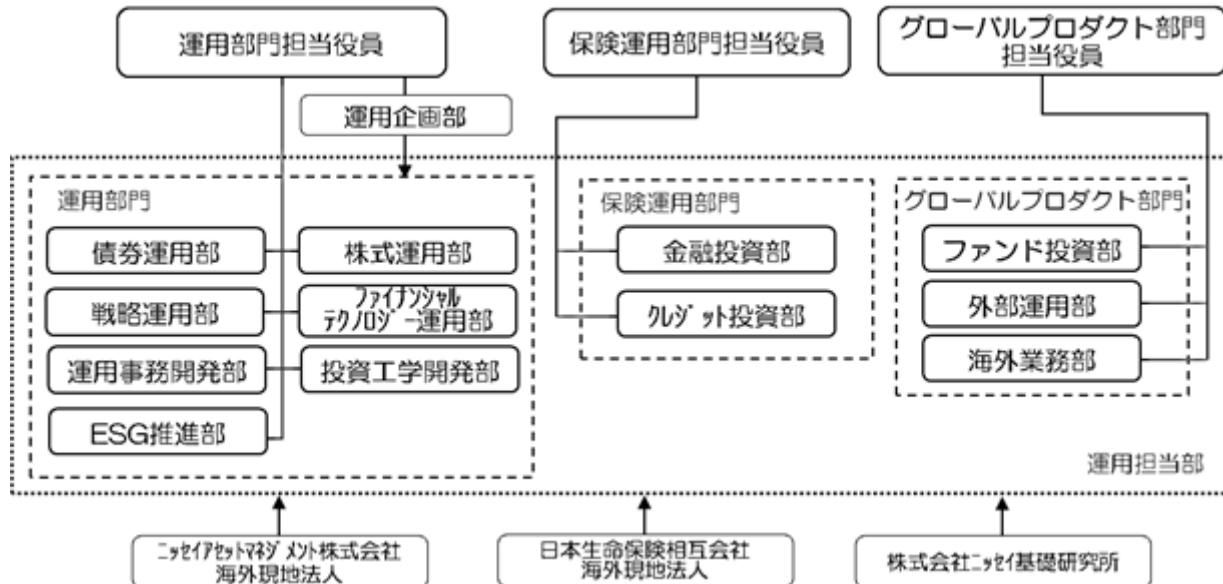 運用部門担当役員
保険運用部門担当役員
グローバルプロダクト部門
担当役員
運用企画部
運用部門
債券運用部
株式運用部
戦略運用部
ファイナンシャル
テクノロジー運用部
運用事務開発部
投資工学開発部
ESG推進部
保険運用部門
金融投資部
クレジット投資部
グローバルプロダクト部門
ファンド投資部
外部運用部
海外業務部
運用担当部
ニッセイアセットマネジメント株式会社
海外現地法人
日本生命保険相互会社
海外現地法人
株式会社ニッセイ基礎研究所